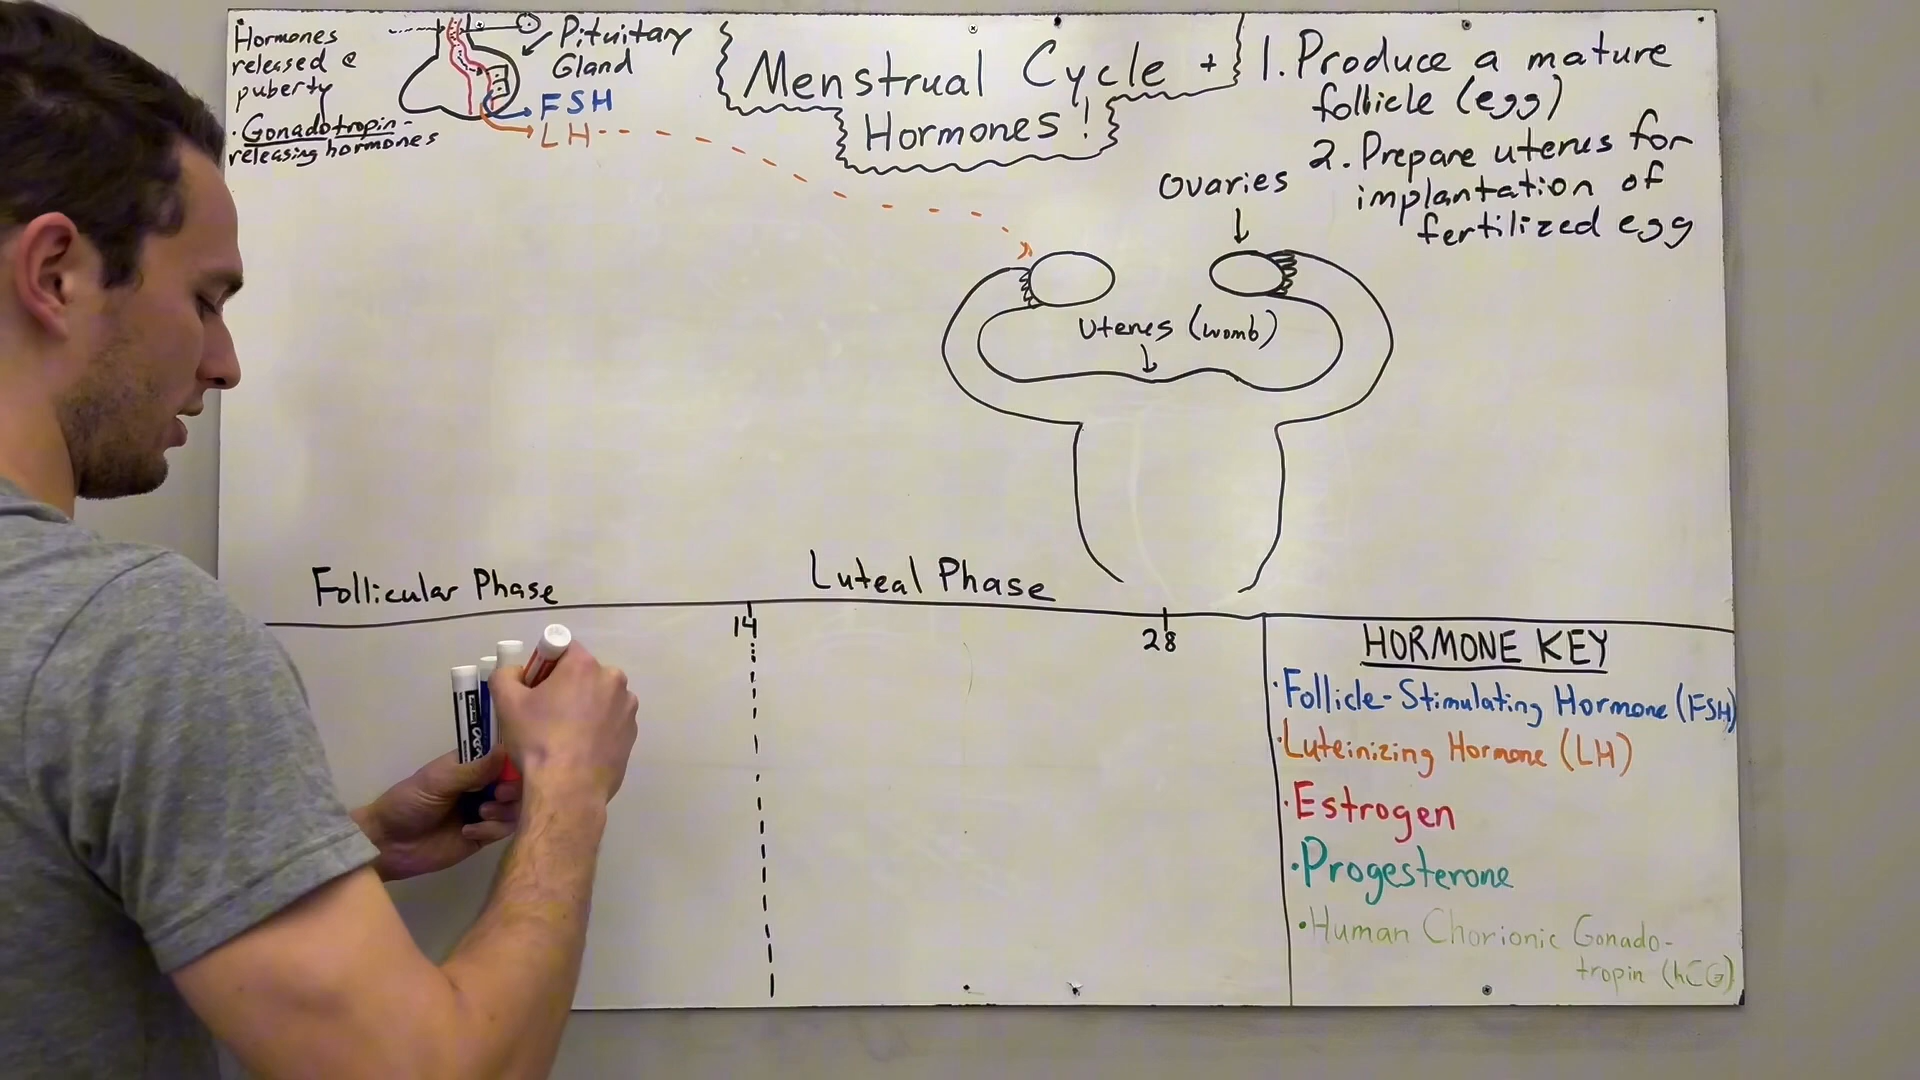 Hormones
released @
puberty
· Gonadotropin-
releasing hormones
Pituitary
Gland
FSH
LH
Menstrual Cycle +
Hormones!
1. Produce a mature
follicle (egg)
2. Prepare uterus for
implantation of
fertilized egg
Ovaries
Uterus (womb)
Follicular Phase
Luteal Phase
14
28
HORMONE KEY
· Follicle-Stimulating Hormone (FSH)
· Luteinizing Hormone (LH)
· Estrogen
· Progesterone
· Human Chorionic Gonado-
tropin (hCG)